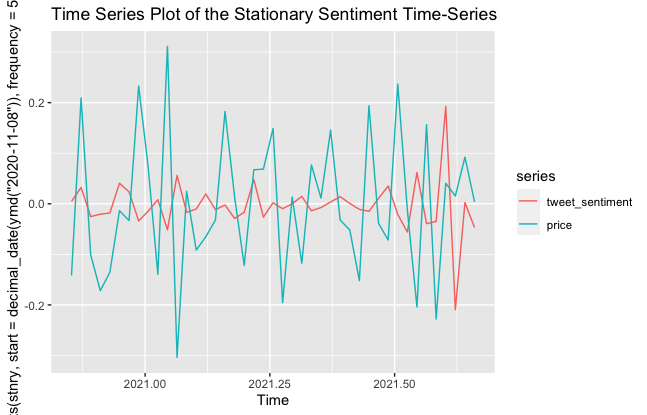 Time Series Plot of the Stationary Sentiment Time-Series
s(stnry, start = decimal_date(ymd("2020-11-08")), frequency = 5
0.2
0.0
-0.2
2021.00
2021.25
2021.50
Time
series
tweet_sentiment
price